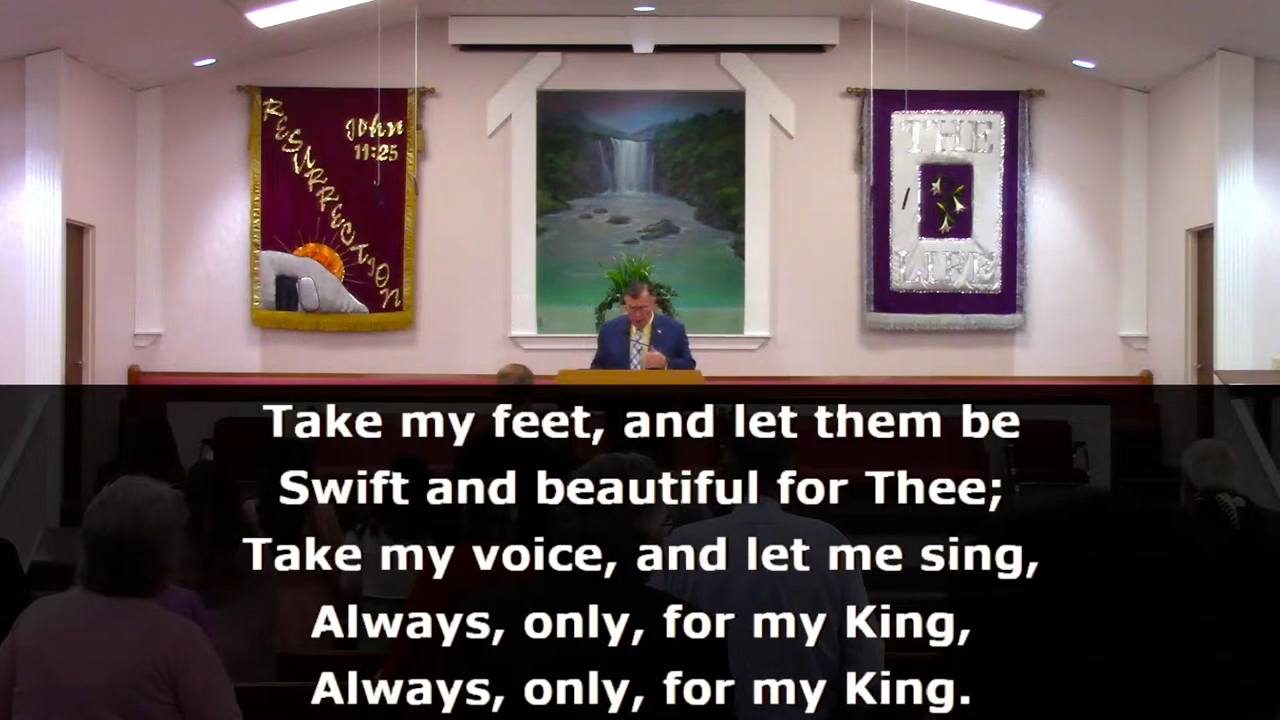 RESURRECTION
John
11:25
THE
LIFE
Take my feet, and let them be
Swift and beautiful for Thee;
Take my voice, and let me sing,
Always, only, for my King,
Always, only, for my King.